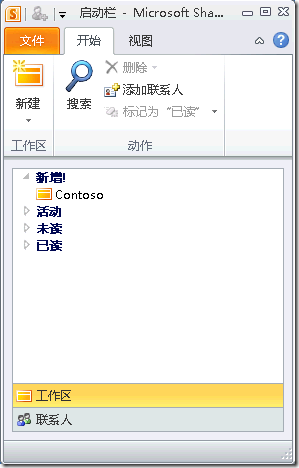 启动栏 - Microsoft Sha...
文件 开始 视图
新建
搜索
删除
添加联系人
标记为“已读”
工作区 动作
新增!
Contoso
活动
未读
已读
工作区
联系人